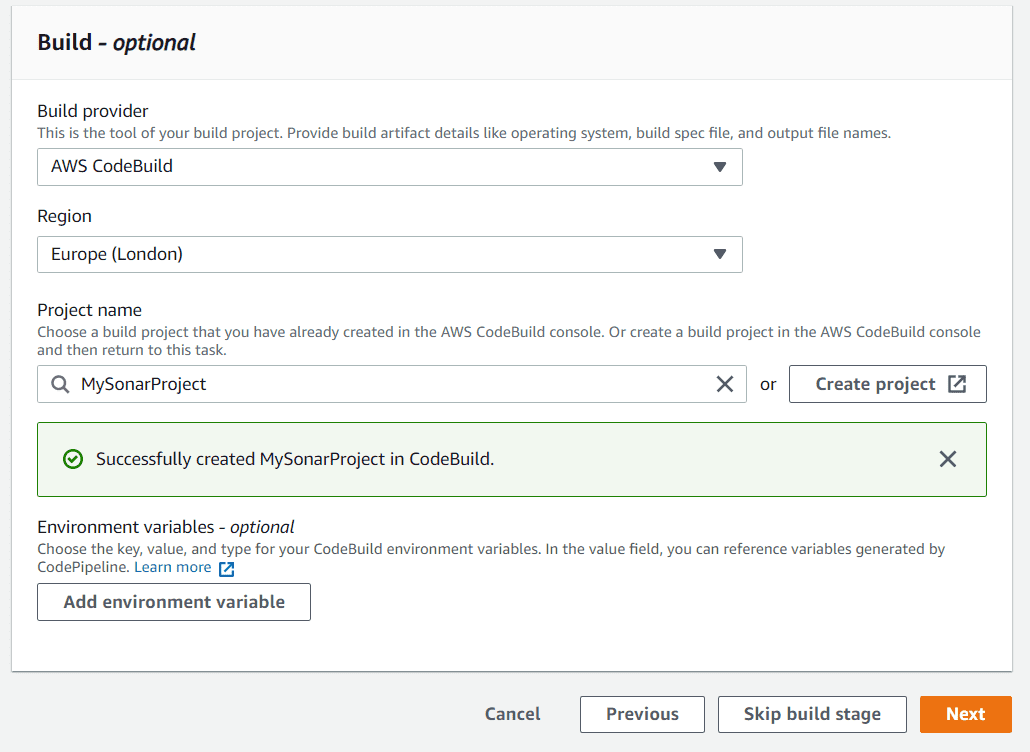 Build - optional
Build provider
This is the tool of your build project. Provide build artifact details like operating system, build spec file, and output file names.
AWS CodeBuild
Region
Europe (London)
Project name
Choose a build project that you have already created in the AWS CodeBuild console. Or create a build project in the AWS CodeBuild console
and then return to this task.
MySonarProject or Create project
Successfully created MySonarProject in CodeBuild.
Environment variables - optional
Choose the key, value, and type for your CodeBuild environment variables. In the value field, you can reference variables generated by
CodePipeline. Learn more
Add environment variable
Cancel Previous Skip build stage Next